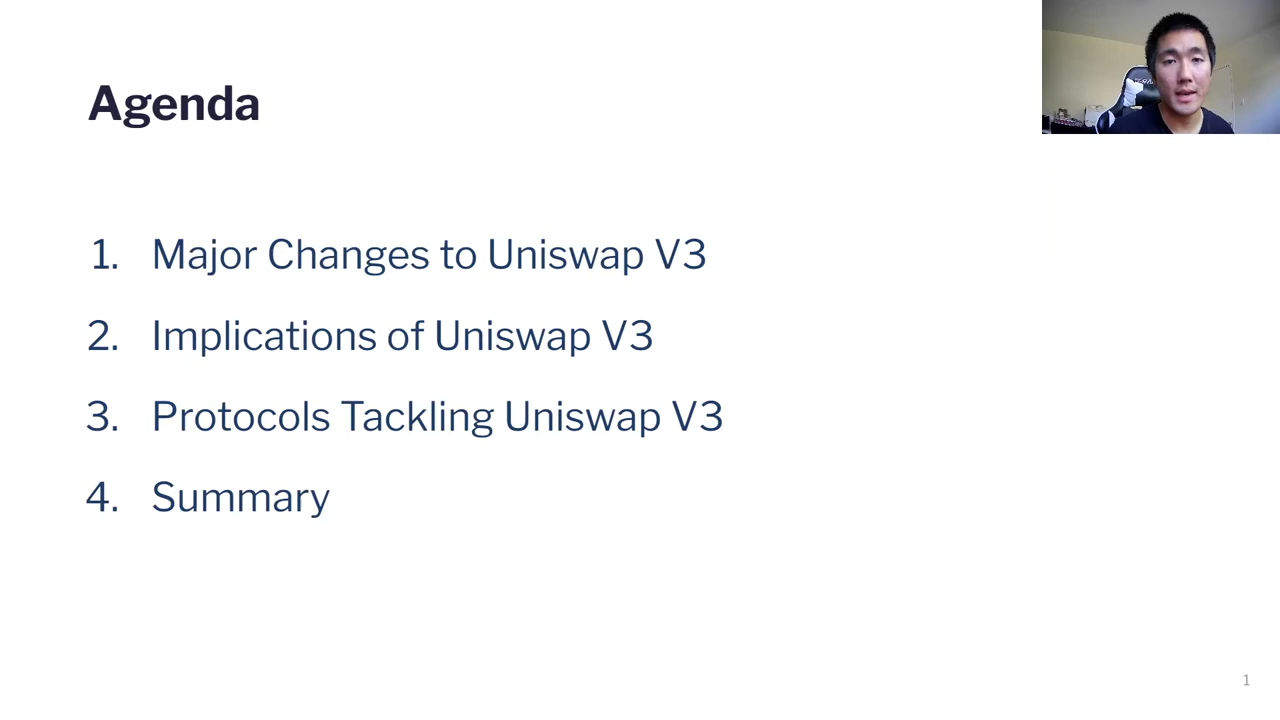 Agenda
1. Major Changes to Uniswap V3
2. Implications of Uniswap V3
3. Protocols Tackling Uniswap V3
4. Summary
1